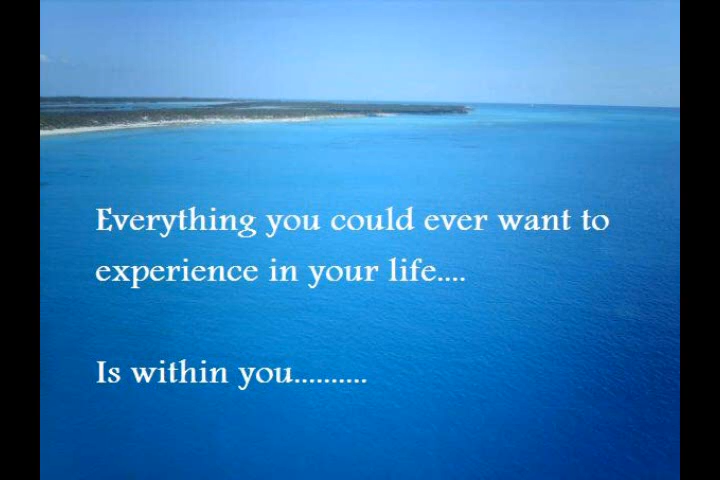 Everything you could ever want to
experience in your life....
Is within you..........